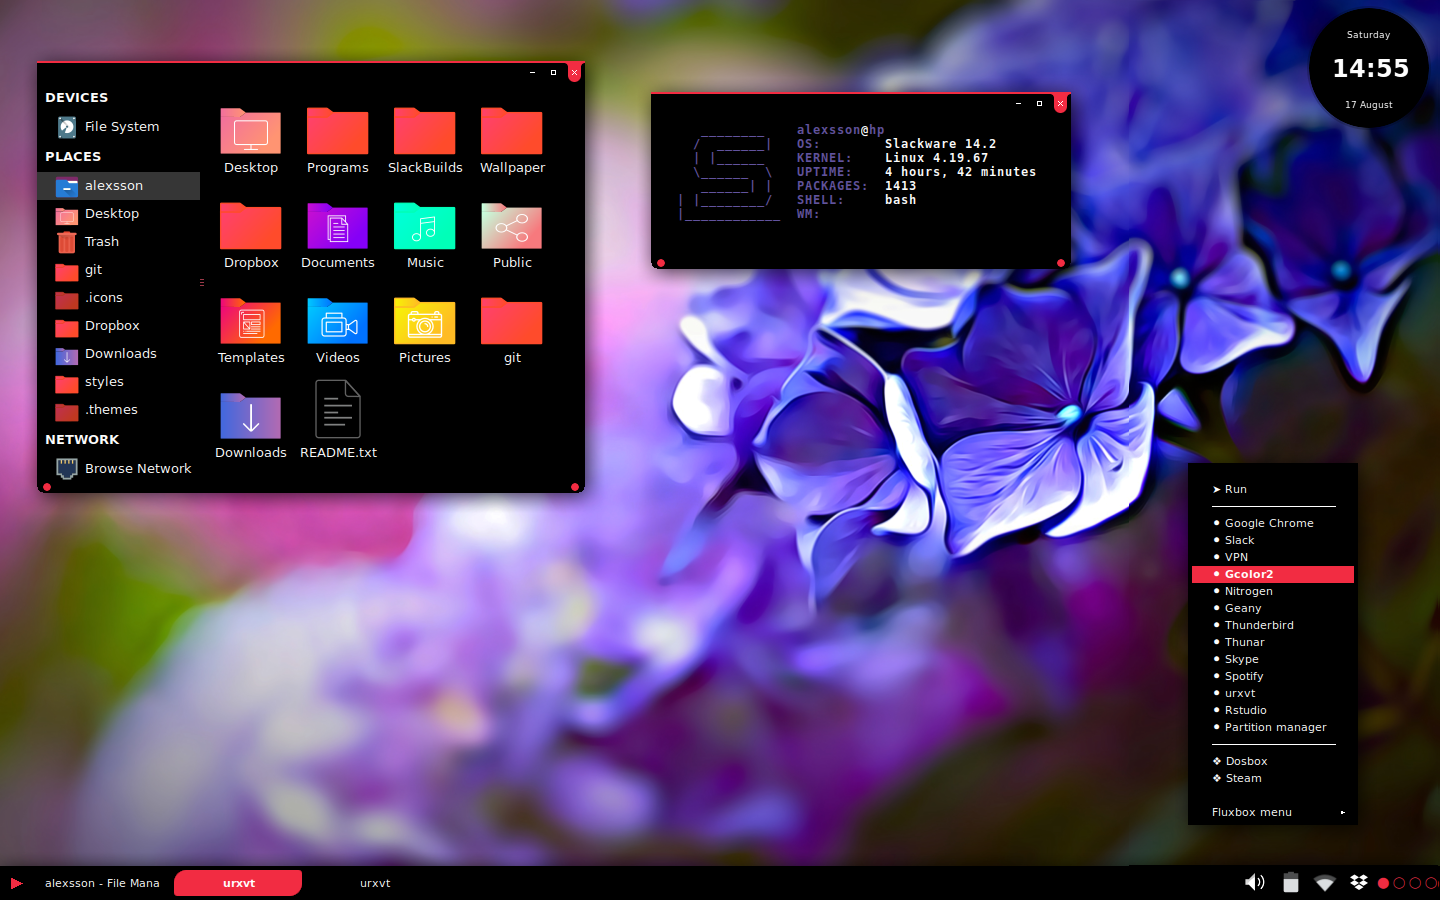 Saturday
14:55
17 August
DEVICES
File System
PLACES
alexsson
Desktop
Trash
git
.icons
Dropbox
Downloads
styles
.themes
NETWORK
Browse Network
Desktop
Programs
SlackBuilds
Wallpaper
Dropbox
Documents
Music
Public
Templates
Videos
Pictures
git
Downloads
README.txt
alexsson@hp
OS: Slackware 14.2
KERNEL: Linux 4.19.67
UPTIME: 4 hours, 42 minutes
PACKAGES: 1413
SHELL: bash
WM:
➤ Run
● Google Chrome
● Slack
● VPN
● Gcolor2
● Nitrogen
● Geany
● Thunderbird
● Thunar
● Skype
● Spotify
● urxvt
● Rstudio
● Partition manager
❖ Dosbox
❖ Steam
Fluxbox menu
alexsson - File Mana
urxvt
urxvt